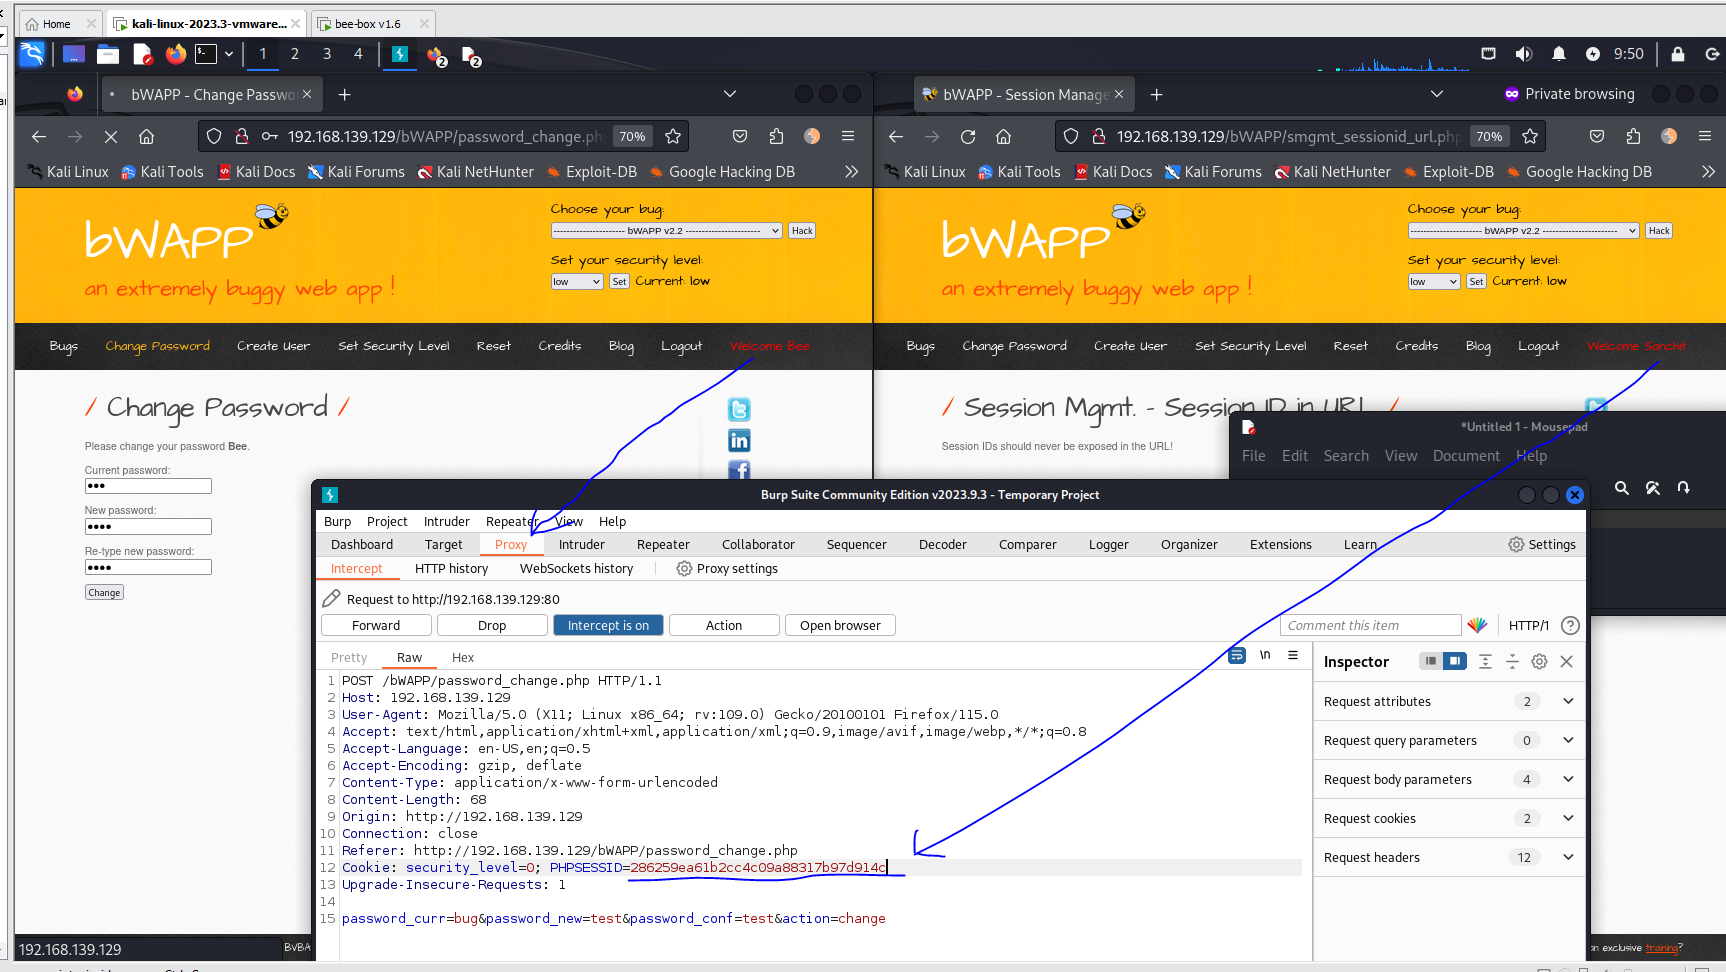 Home
kali-linux-2023.3-vmware...
bee-box v1.6
1 2 3 4
2
2
9:50
bWAPP - Change Passwo
bWAPP - Session Manage
Private browsing
192.168.139.129/bWAPP/password_change.ph
70%
192.168.139.129/bWAPP/smgmt_sessionid_url.php
70%
Kali Linux Kali Tools Kali Docs Kali Forums Kali NetHunter Exploit-DB Google Hacking DB
Kali Linux Kali Tools Kali Docs Kali Forums Kali NetHunter Exploit-DB Google Hacking DB
bWAPP
an extremely buggy web app !
Choose your bug:
---------------------- bWAPP v2.2 ----------------------- Hack
Set your security level:
low Set Current: low
bWAPP
an extremely buggy web app !
Choose your bug:
---------------------- bWAPP v2.2 ----------------------- Hack
Set your security level:
low Set Current: low
Bugs Change Password Create User Set Security Level Reset Credits Blog Logout Welcome Bee
Bugs Change Password Create User Set Security Level Reset Credits Blog Logout Welcome Sanchit
/ Change Password /
Please change your password Bee.
Current password:
New password:
Re-type new password:
Change
/ Session Mgmt. - Session ID in URL /
Session IDs should never be exposed in the URL!
*Untitled 1 - Mousepad
File Edit Search View Document Help
Burp Suite Community Edition v2023.9.3 - Temporary Project
Burp Project Intruder Repeater View Help
Dashboard Target Proxy Intruder Repeater Collaborator Sequencer Decoder Comparer Logger Organizer Extensions Learn Settings
Intercept HTTP history WebSockets history Proxy settings
Request to http://192.168.139.129:80
Forward Drop Intercept is on Action Open browser Comment this item HTTP/1
Pretty Raw Hex \n
1 POST /bWAPP/password_change.php HTTP/1.1
2 Host: 192.168.139.129
3 User-Agent: Mozilla/5.0 (X11; Linux x86_64; rv:109.0) Gecko/20100101 Firefox/115.0
4 Accept: text/html,application/xhtml+xml,application/xml;q=0.9,image/avif,image/webp,*/*;q=0.8
5 Accept-Language: en-US,en;q=0.5
6 Accept-Encoding: gzip, deflate
7 Content-Type: application/x-www-form-urlencoded
8 Content-Length: 68
9 Origin: http://192.168.139.129
10 Connection: close
11 Referer: http://192.168.139.129/bWAPP/password_change.php
12 Cookie: security_level=0; PHPSESSID=286259ea61b2cc4c09a88317b97d914c
13 Upgrade-Insecure-Requests: 1
14
15 password_curr=bug&password_new=test&password_conf=test&action=change
Inspector
Request attributes 2
Request query parameters 0
Request body parameters 4
Request cookies 2
Request headers 12
192.168.139.129
bWBA
an exclusive training?